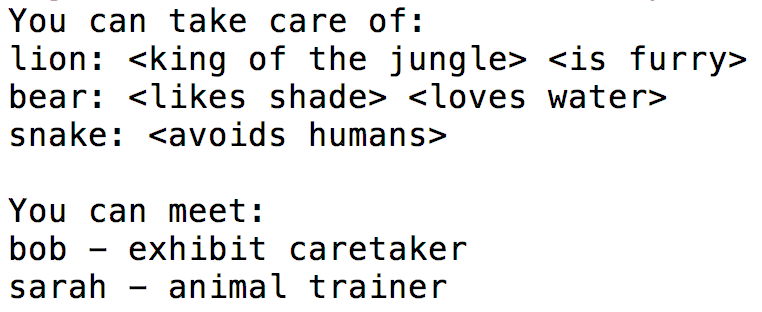 You can take care of:
lion: <king of the jungle> <is furry>
bear: <likes shade> <loves water>
snake: <avoids humans>

You can meet:
bob – exhibit caretaker
sarah – animal trainer